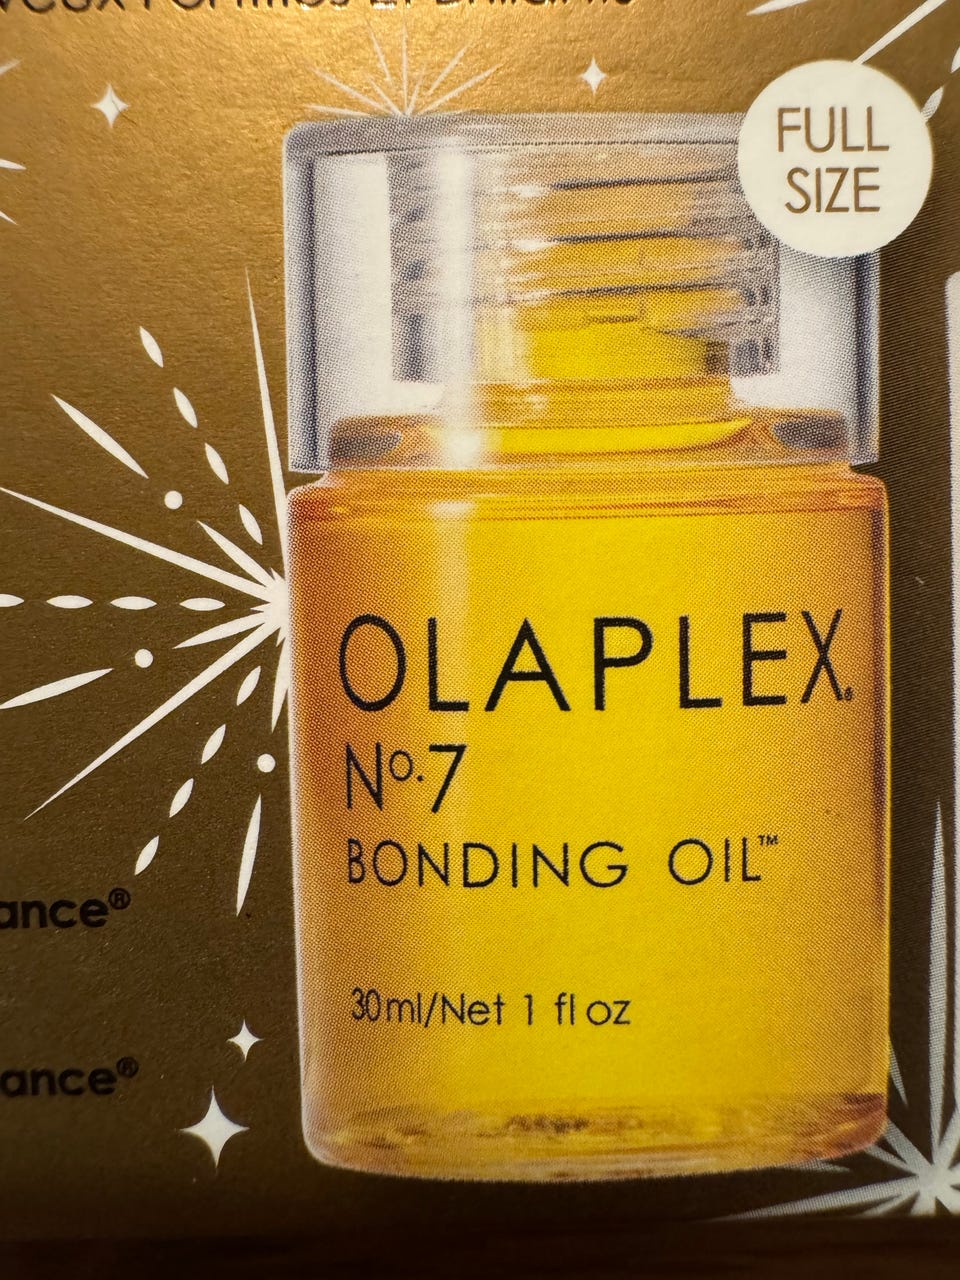 FULL
SIZE
OLAPLEX®
Nº.7
BONDING OIL™
30ml/Net 1 fl oz
ance®
ance®